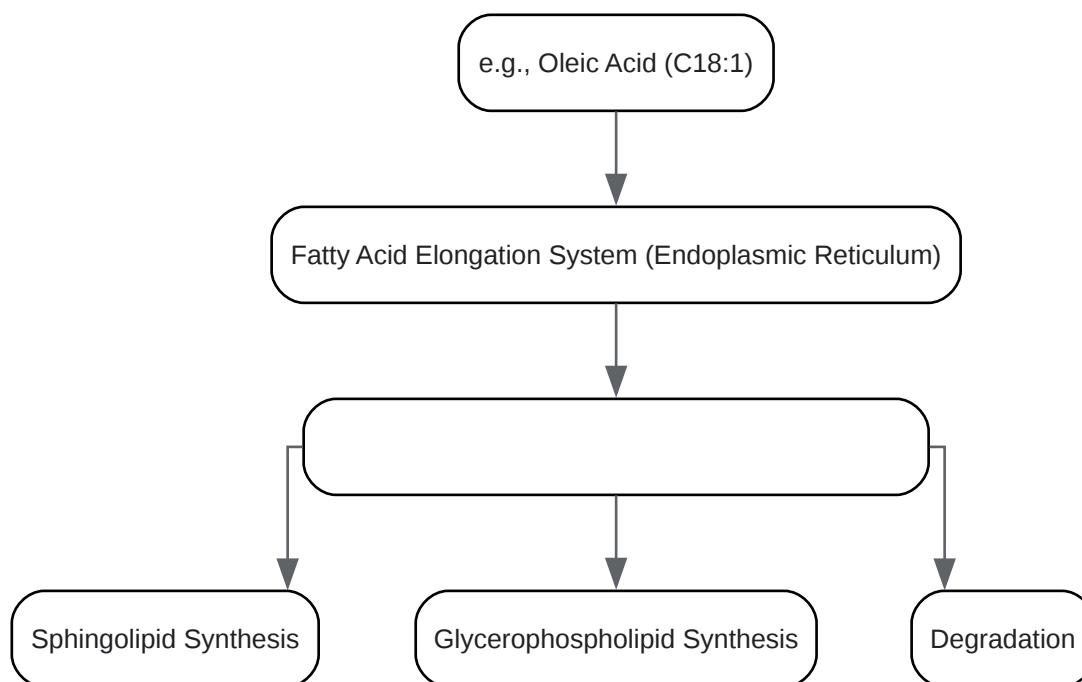 e.g., Oleic Acid (C18:1)
Fatty Acid Elongation System (Endoplasmic Reticulum)
Sphingolipid Synthesis
Glycerophospholipid Synthesis
Degradation